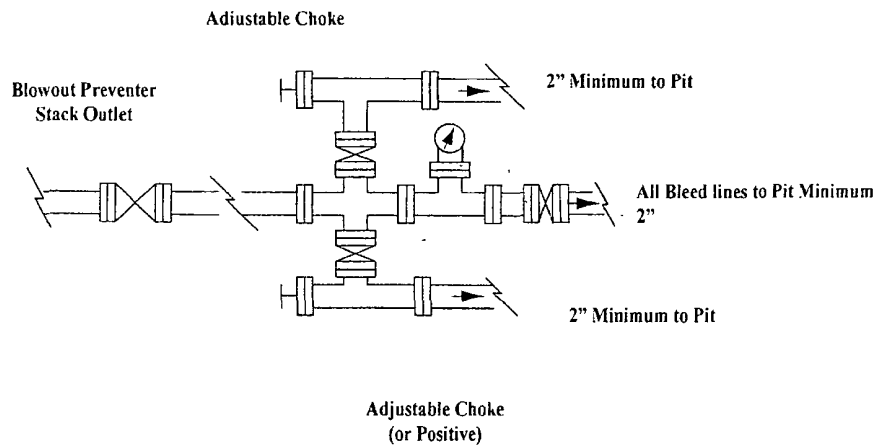 Adjustable Choke
Blowout Preventer
Stack Outlet
2” Minimum to Pit
All Bleed lines to Pit Minimum
2”
2” Minimum to Pit
Adjustable Choke
(or Positive)